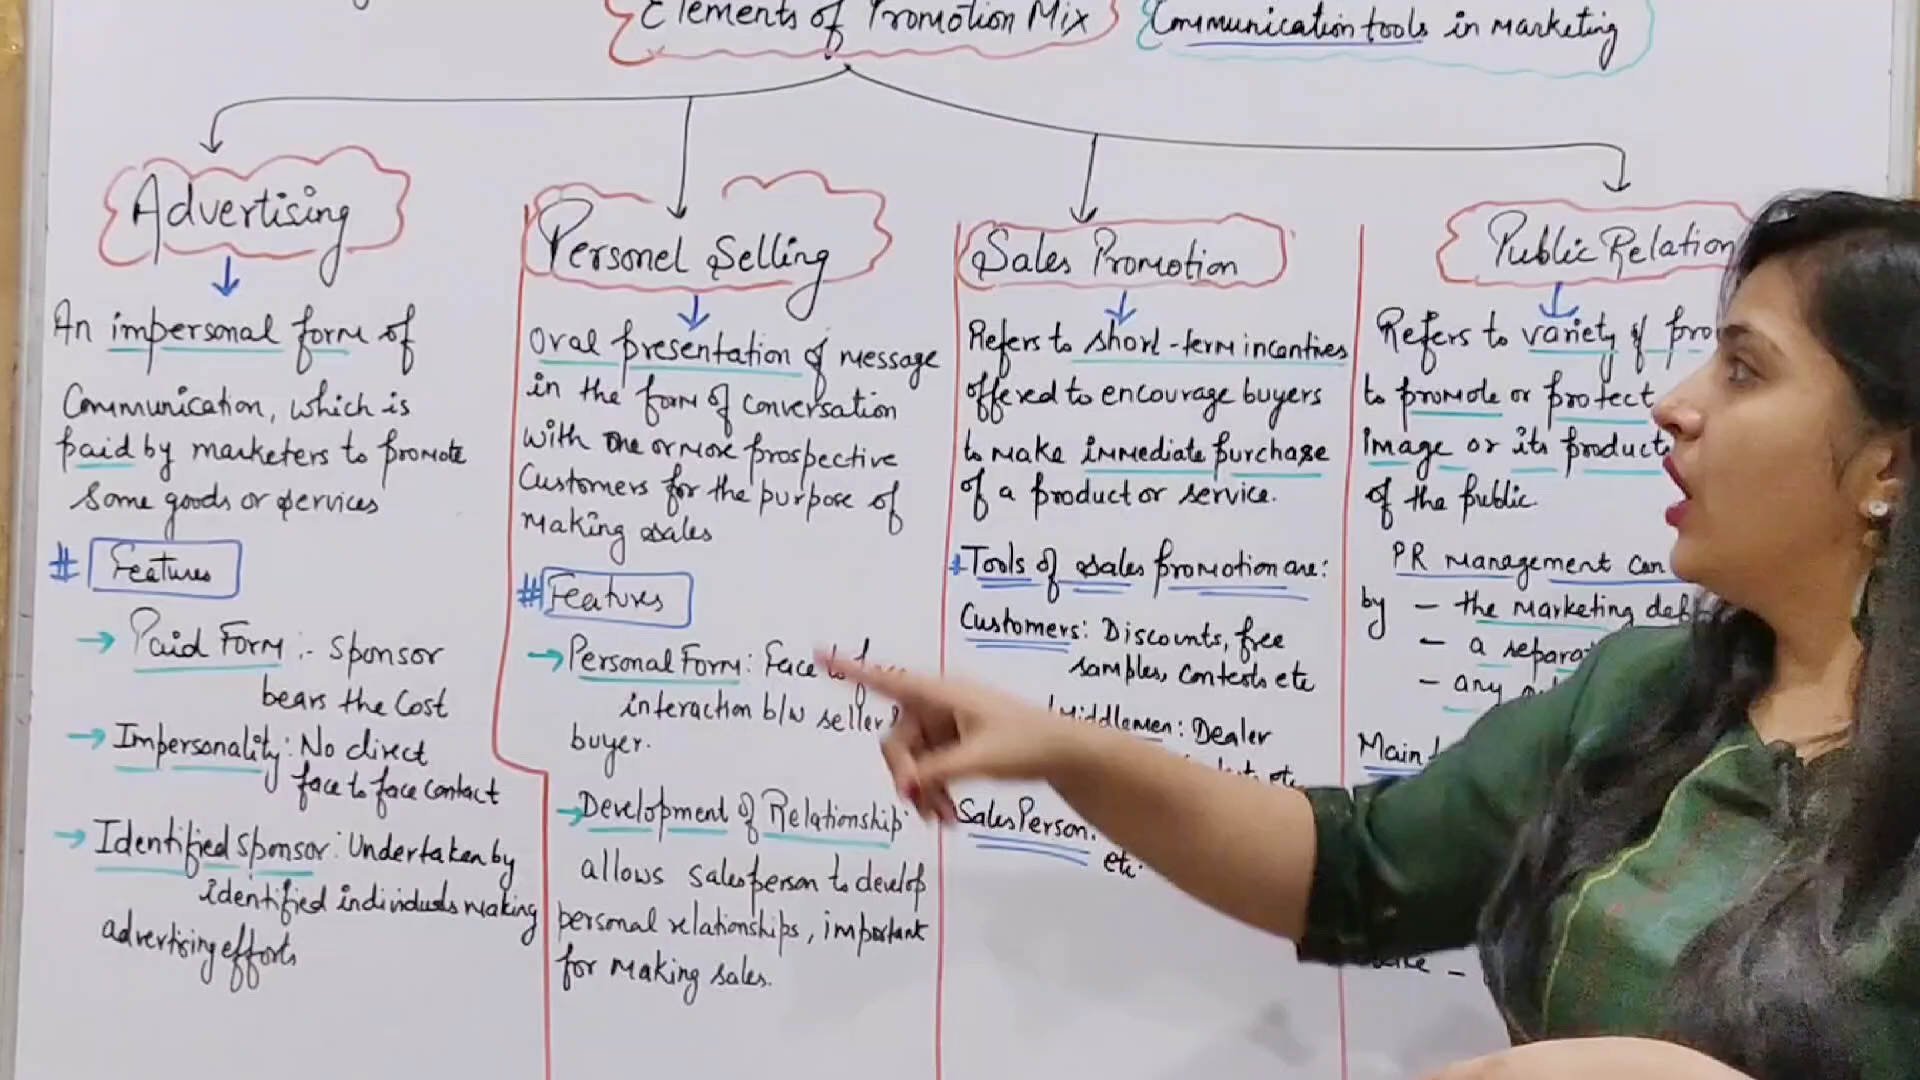 Elements of Promotion Mix
Communication tools in marketing
Advertising
An impersonal form of
Communication, which is
paid by marketers to promote
some goods or services
# Features
→ Paid Form :- Sponsor
bears the Cost
→ Impersonality: No direct
face to face contact
→ Identified Sponsor: Undertaken by
identified individuals making
advertising efforts
Personel Selling
Oral presentation of message
in the form of conversation
with one or more prospective
Customers for the purpose of
making sales
# Features
→ Personal Form: Face to
interaction b/w seller &
buyer.
→ Development of Relationship
allows salesperson to develop
personal relationships, important
for making sales.
Sales Promotion
Refers to short-term incentives
offered to encourage buyers
to make immediate purchase
of a product or service.
Tools of sales promotion are:
Customers: Discounts, free
samples, contests etc
Middlemen: Dealer
etc
Sales Person.
etc.
Public Relation
Refers to variety of
to promote or protect
image or its product
of the public.
PR management can
by - the marketing
- a
- any
Main